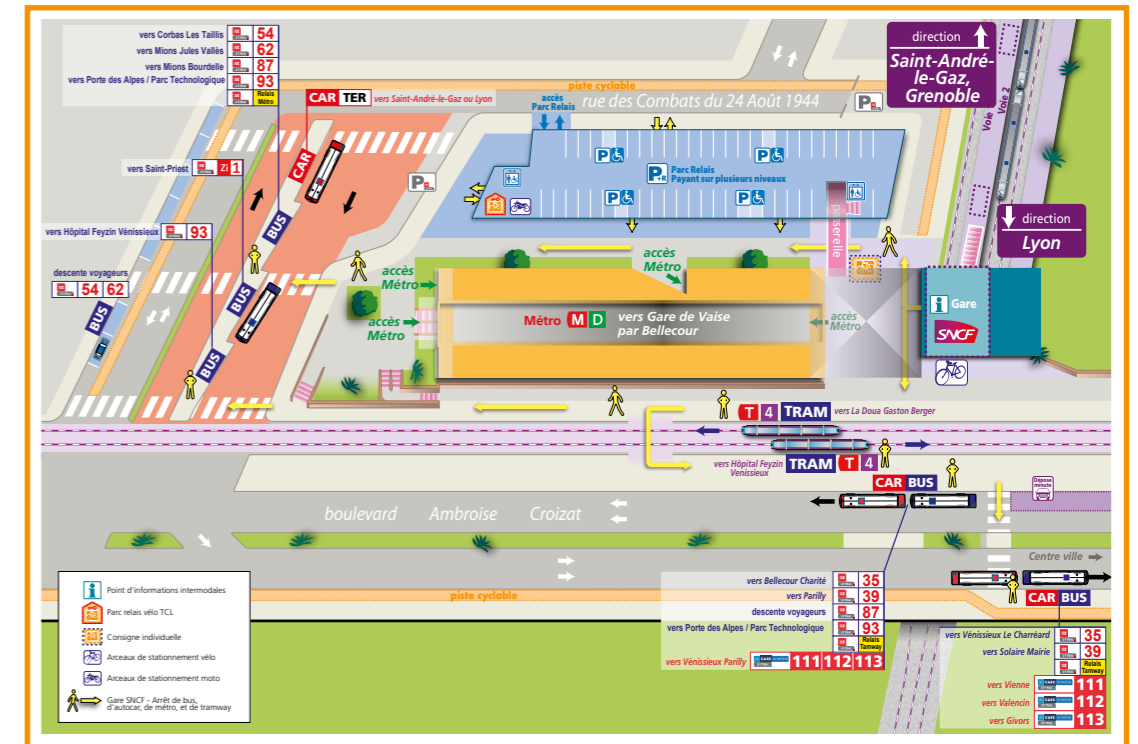 vers Corbas Les Taillis 54
vers Mions Jules Vallès 62
vers Mions Bourdelle 87
vers Porte des Alpes / Parc Technologique 93
Relais
Métro
CAR TER vers Saint-André-le-Gaz ou Lyon
piste cyclable
accès
Parc Relais
rue des Combats du 24 Août 1944
P
direction
Saint-André-
le-Gaz,
Grenoble
Voie 1
Voie 2
vers Saint-Priest Zi 1
CAR
P
P
P
P+R
Parc Relais
Payant sur plusieurs niveaux
P
P
passerelle
direction
Lyon
vers Hôpital Feyzin Vénissieux 93
BUS
descente voyageurs
54 62
BUS
BUS
BUS
accès
Métro
accès
Métro
accès
Métro
Métro M D
vers Gare de Vaise
par Bellecour
accès
Métro
i Gare
SNCF
T 4 TRAM vers La Doua Gaston Berger
vers Hôpital Feyzin
Venissieux
TRAM T 4
CAR BUS
Dépose
minute
boulevard Ambroise Croizat
Centre ville
piste cyclable
CAR BUS
i Point d'informations intermodales
Parc relais vélo TCL
Consigne individuelle
Arceaux de stationnement vélo
Arceaux de stationnement moto
Gare SNCF - Arrêt de bus,
d'autocar, de métro, et de tramway
vers Bellecour Charité 35
vers Parilly 39
descente voyageurs 87
vers Porte des Alpes / Parc Technologique 93
Relais
Tamway
vers Vénissieux Parilly 111 112 113
vers Vénissieux Le Charréard 35
vers Solaire Mairie 39
Relais
Tamway
vers Vienne 111
vers Valencin 112
vers Givors 113